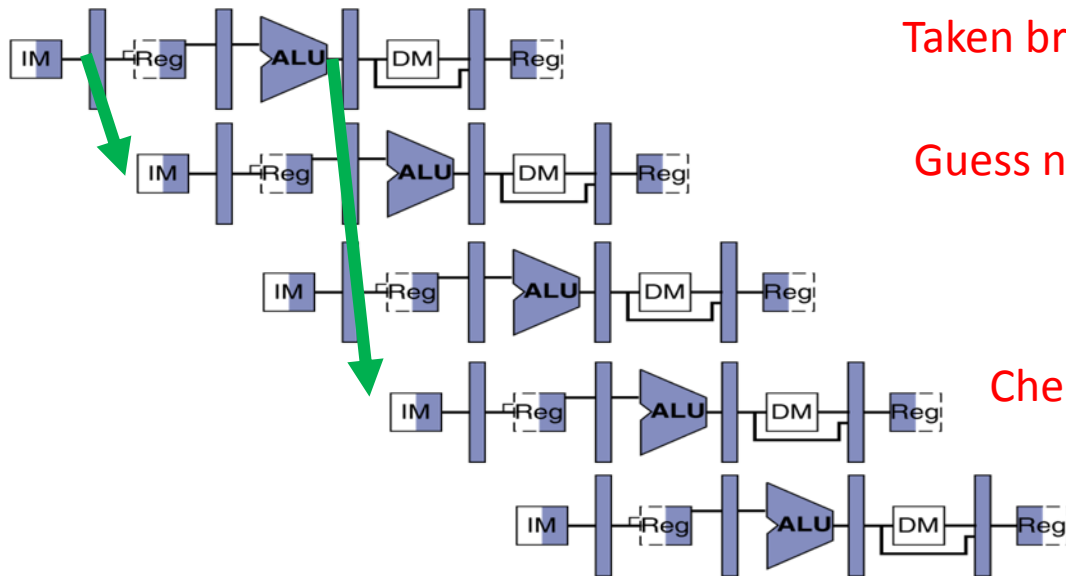 Taken br
IM Reg ALU DM Reg
Guess n
IM Reg ALU DM Reg
IM Reg ALU DM Reg
Che
IM Reg ALU DM Reg
IM Reg ALU DM Reg